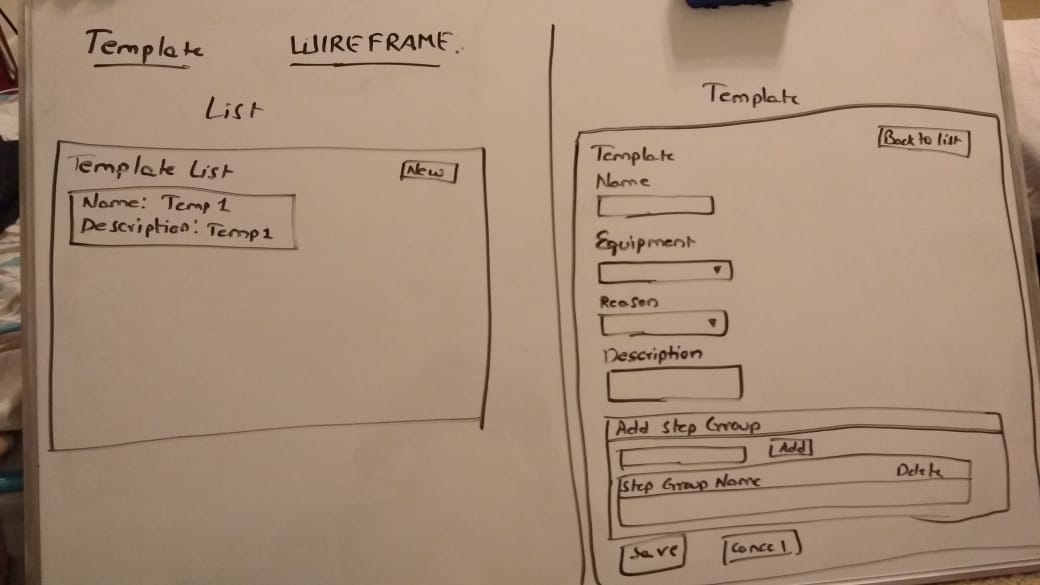 Template WIREFRAME.
List
Template List New
Name: Temp 1
Description: Temp1
Template
Back to list
Template
Name
Equipment
Reason
Description
Add Step Group
Add
Step Group Name Delete
Save Cancel